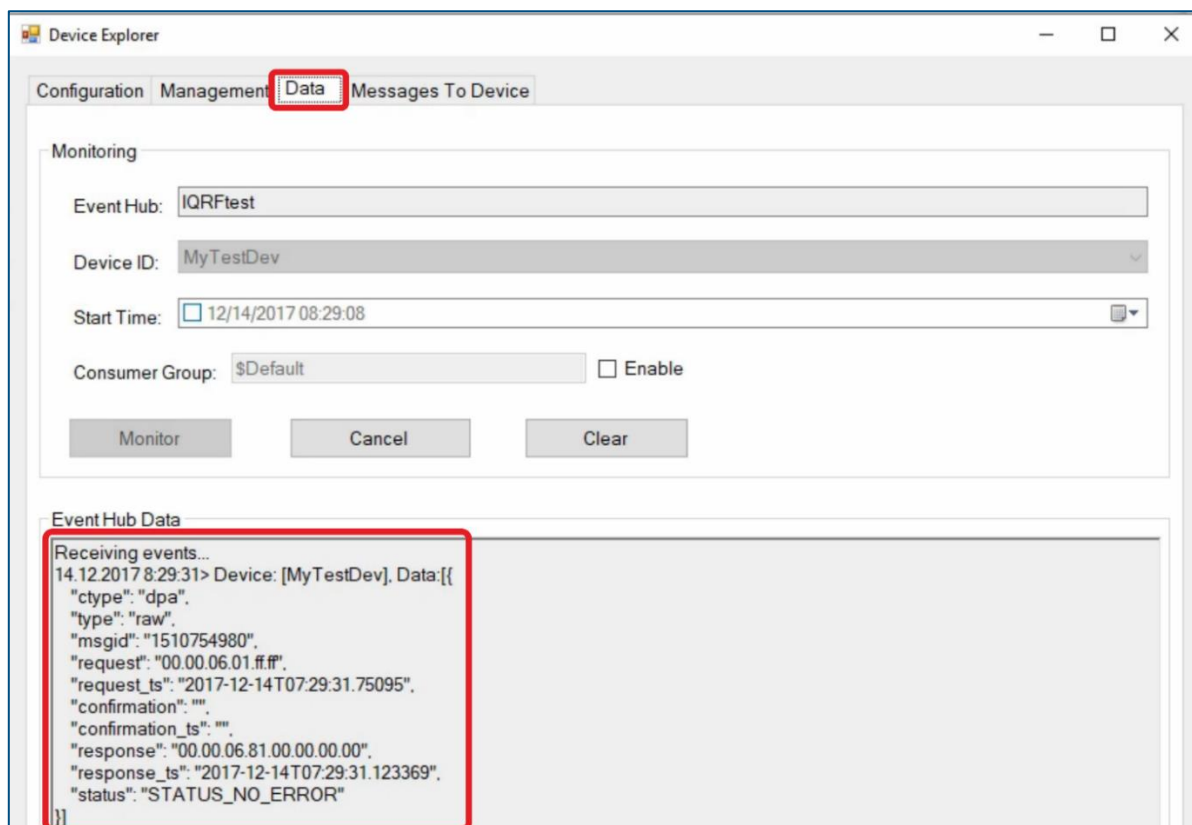 Device Explorer
Configuration Management Data Messages To Device
Monitoring
Event Hub: IQRFtest
Device ID: MyTestDev
Start Time: 12/14/2017 08:29:08
Consumer Group: $Default Enable
Monitor Cancel Clear
Event Hub Data
Receiving events...
14.12.2017 8:29:31> Device: [MyTestDev], Data:[{
"ctype": "dpa",
"type": "raw",
"msgid": "1510754980",
"request": "00.00.06.01.ff.ff",
"request_ts": "2017-12-14T07:29:31.75095",
"confirmation": "",
"confirmation_ts": "",
"response": "00.00.06.81.00.00.00.00",
"response_ts": "2017-12-14T07:29:31.123369",
"status": "STATUS_NO_ERROR"
}]